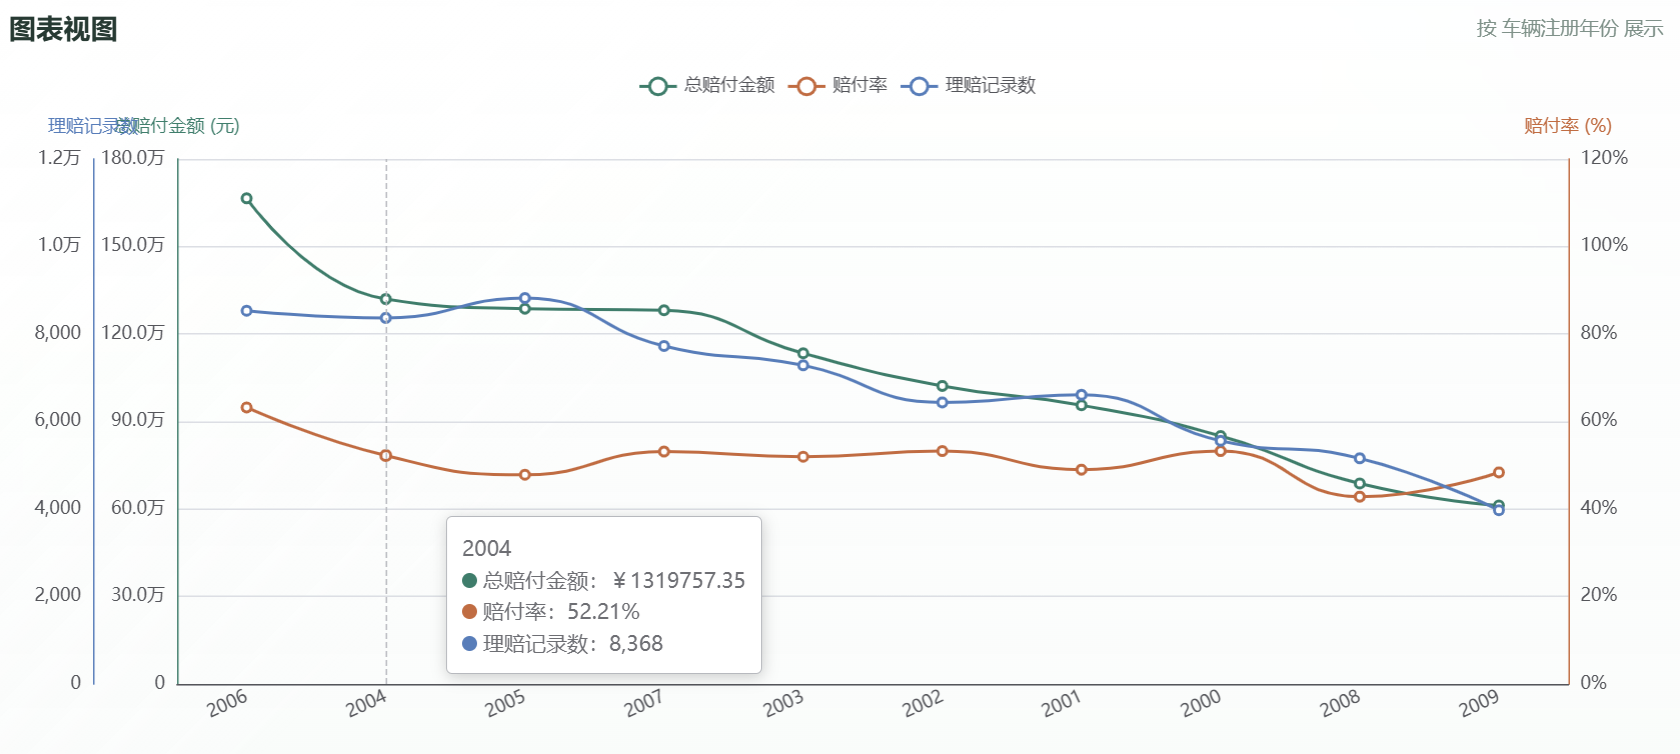 图表视图
按 车辆注册年份 展示
总赔付金额 赔付率 理赔记录数
理赔记录数 总赔付金额 (元) 赔付率 (%)
1.2万 180.0万 120%
1.0万 150.0万 100%
8,000 120.0万 80%
6,000 90.0万 60%
4,000 60.0万 40%
2004
总赔付金额： ￥1319757.35
2,000 30.0万 20%
赔付率：52.21%
理赔记录数：8,368
0 0 0%
2006 2004 2005 2007 2003 2002 2001 2000 2008 2009